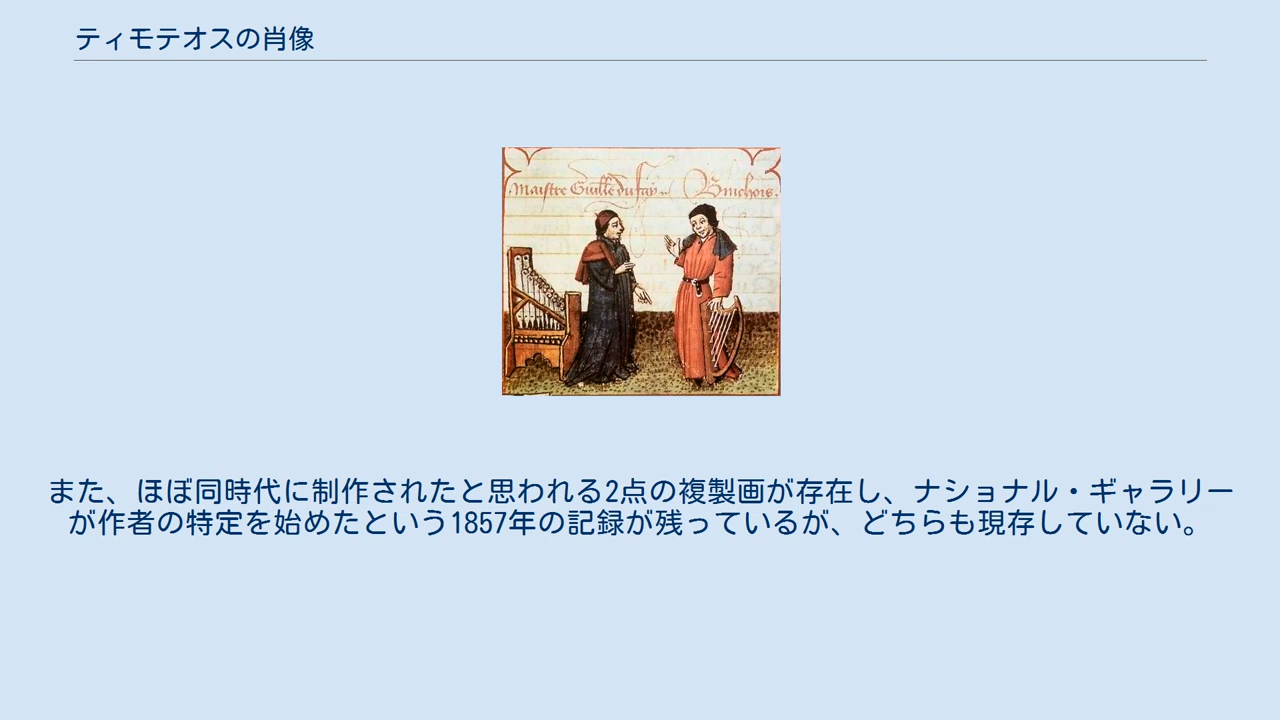 ティモテオスの肖像
Maistre Guille du fay Binchois.
また、ほぼ同時代に制作されたと思われる2点の複製画が存在し、ナショナル・ギャラリー
が作者の特定を始めたという1857年の記録が残っているが、どちらも現存していない。